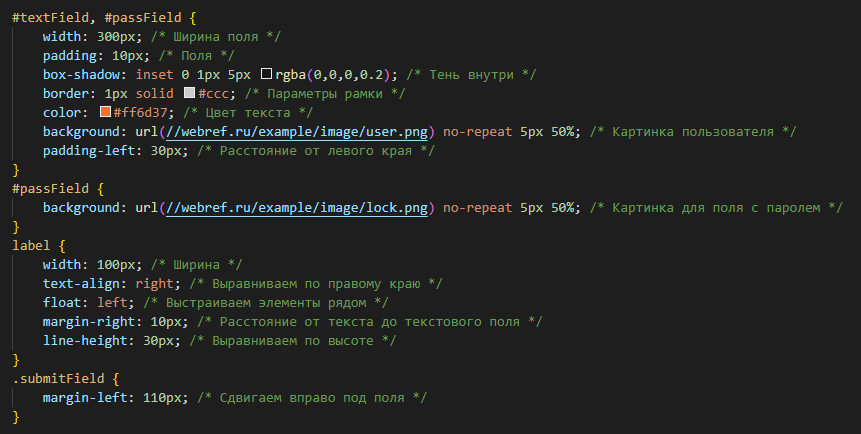 #textField, #passField {
width: 300px; /* Ширина поля */
padding: 10px; /* Поля */
box-shadow: inset 0 1px 5px rgba(0,0,0,0.2); /* Тень внутри */
border: 1px solid #ccc; /* Параметры рамки */
color: #ff6d37; /* Цвет текста */
background: url(//webref.ru/example/image/user.png) no-repeat 5px 50%; /* Картинка пользователя */
padding-left: 30px; /* Расстояние от левого края */
}
#passField {
background: url(//webref.ru/example/image/lock.png) no-repeat 5px 50%; /* Картинка для поля с паролем */
}
label {
width: 100px; /* Ширина */
text-align: right; /* Выравниваем по правому краю */
float: left; /* Выстраиваем элементы рядом */
margin-right: 10px; /* Расстояние от текста до текстового поля */
line-height: 30px; /* Выравниваем по высоте */
}
.submitField {
margin-left: 110px; /* Сдвигаем вправо под поля */
}